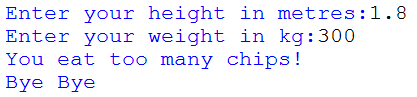 Enter your height in metres:1.8
Enter your weight in kg:300
You eat too many chips!
Bye Bye